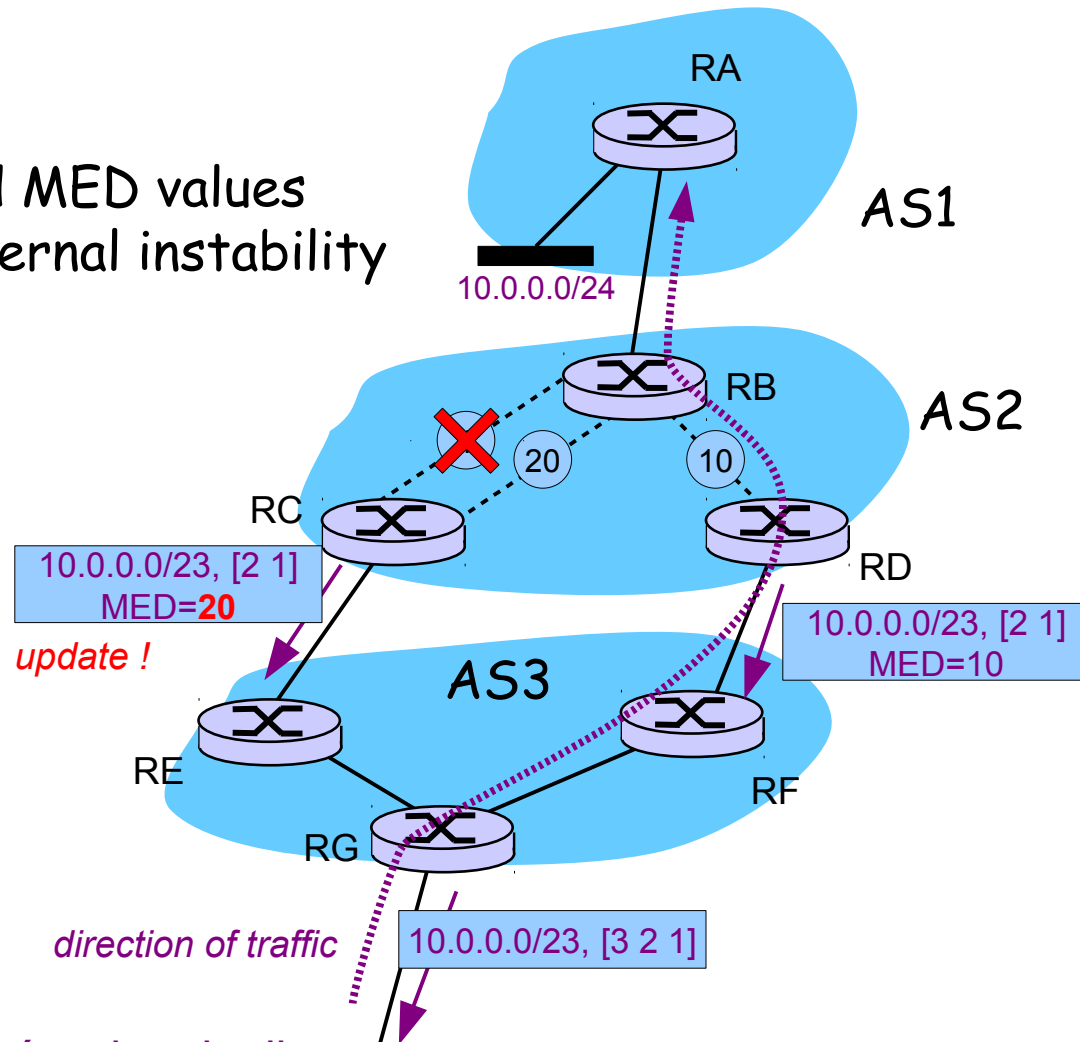 RA
MED values
AS1
instability
10.0.0.0/24
RB
AS2
20
10
RC
RD
10.0.0.0/23, [2 1]
MED=20
10.0.0.0/23, [2 1]
MED=10
update !
AS3
RE
RF
RG
direction of traffic
10.0.0.0/23, [3 2 1]